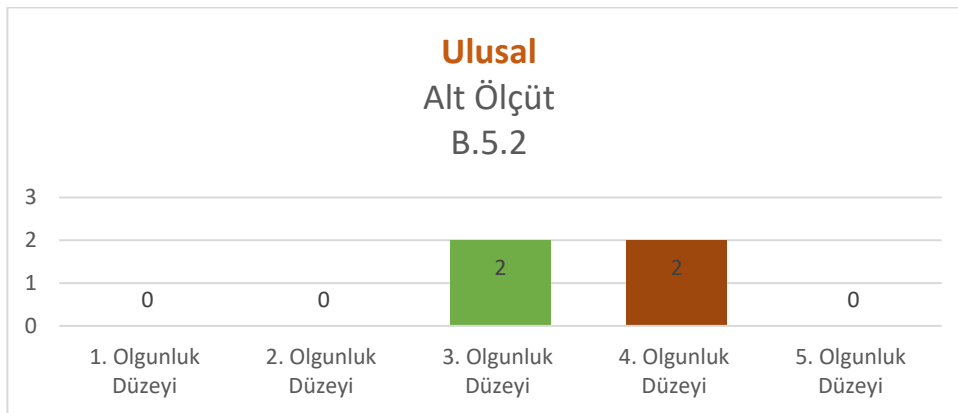 Ulusal
Alt Ölçüt
B.5.2
3
2
1
0
0
0
2
2
0
1. Olgunluk
Düzeyi
2. Olgunluk
Düzeyi
3. Olgunluk
Düzeyi
4. Olgunluk
Düzeyi
5. Olgunluk
Düzeyi